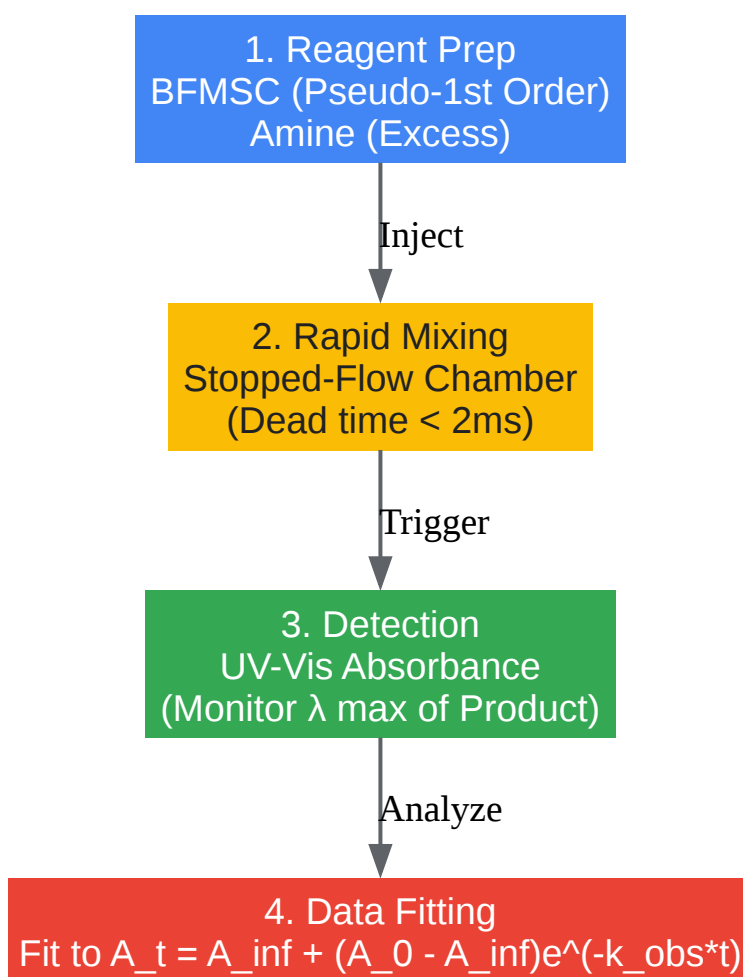 1. Reagent Prep
BFMSC (Pseudo-1st Order)
Amine (Excess)
Inject
2. Rapid Mixing
Stopped-Flow Chamber
(Dead time < 2ms)
Trigger
3. Detection
UV-Vis Absorbance
(Monitor λ max of Product)
Analyze
4. Data Fitting
Fit to A_t = A_inf + (A_0 - A_inf)e^(-k_obs*t)